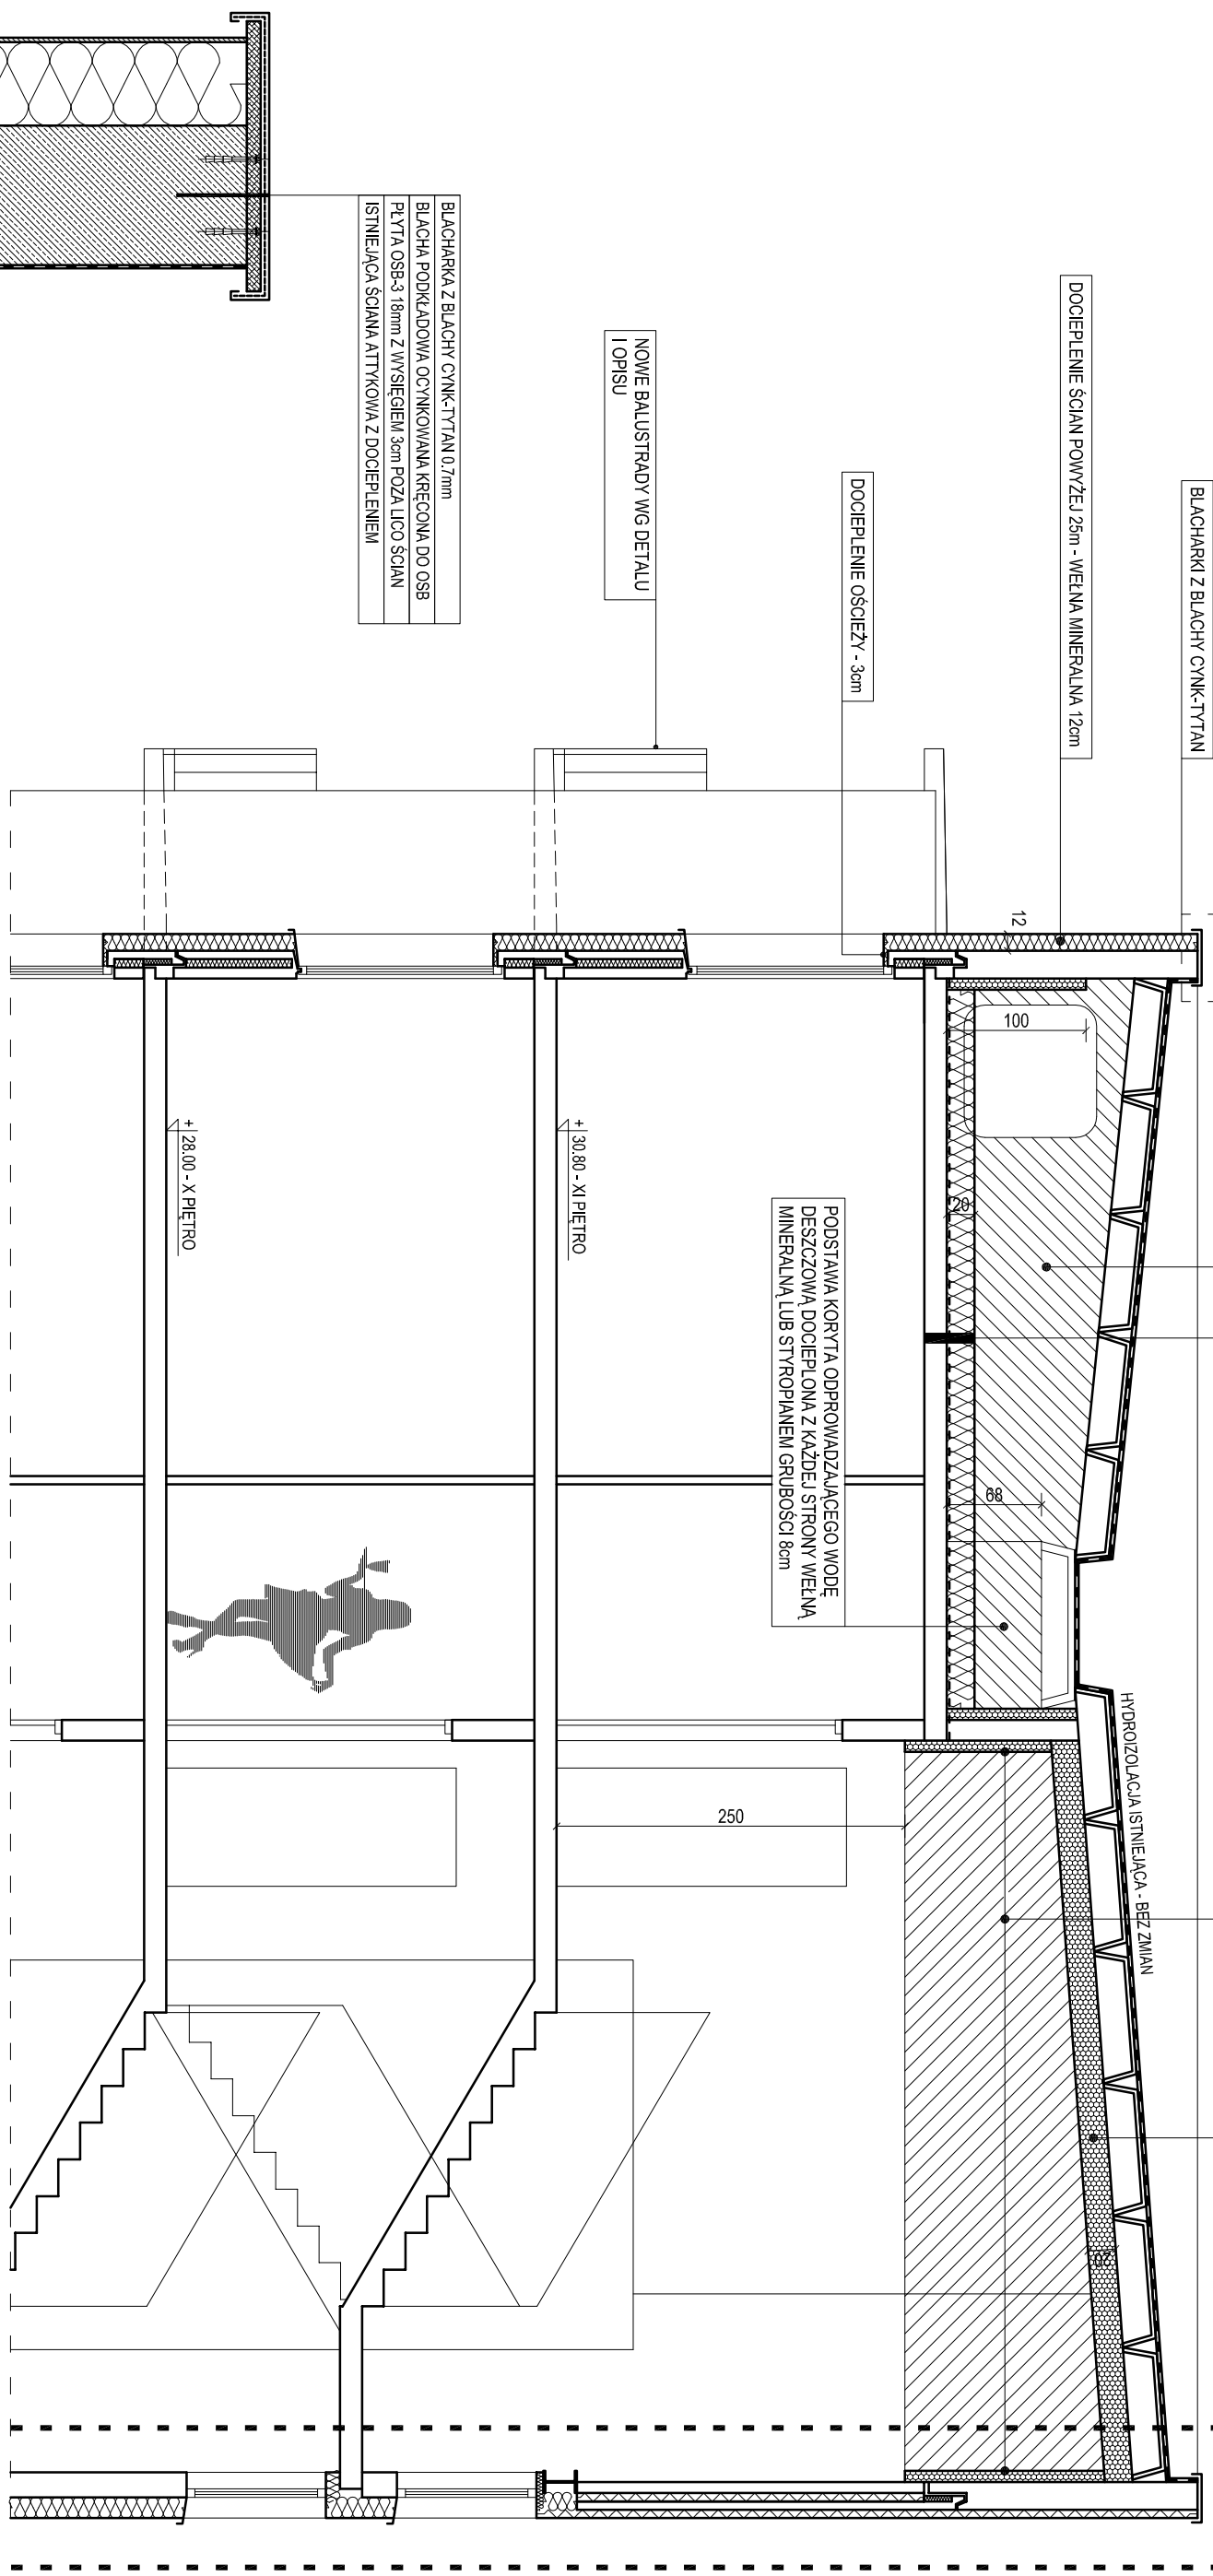 BLACHARKI Z BLACHY CYNK-TYTAN
DOCIEPLENIE ŚCIAN POWYŻEJ 25m - WEŁNA MINERALNA 12cm
DOCIEPLENIE OŚCIEŻY - 3cm
NOWE BALUSTRADY WG DETALU
I OPISU
BLACHARKA Z BLACHY CYNK-TYTAN 0.7mm
BLACHA PODKŁADOWA OCYNKOWANA KRĘCONA DO OSB
PŁYTA OSB-3 18mm Z WYSIĘGIEM 3cm POZA LICO ŚCIAN
ISTNIEJĄCA ŚCIANA ATTYKOWA Z DOCIEPLENIEM
12
100
20
68
+ 30.80 - XI PIĘTRO
+ 28.00 - X PIĘTRO
PODSTAWA KORYTA ODPROWADZAJĄCEGO WODĘ
DESZCZOWĄ DOCIEPLONA Z KAŻDEJ STRONY WEŁNĄ
MINERALNĄ LUB STYROPIANEM GRUBOŚCI 8cm
HYDROIZOLACJA ISTNIEJĄCA - BEZ ZMIAN
250
20